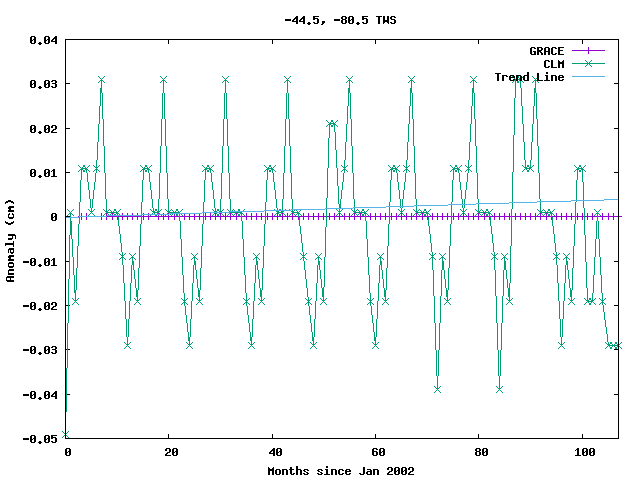 -44.5, -80.5 TWS
GRACE
CLM
Trend Line
0.04
0.03
0.02
0.01
0
-0.01
-0.02
-0.03
-0.04
-0.05
Anomaly (cm)
0 20 40 60 80 100
Months since Jan 2002